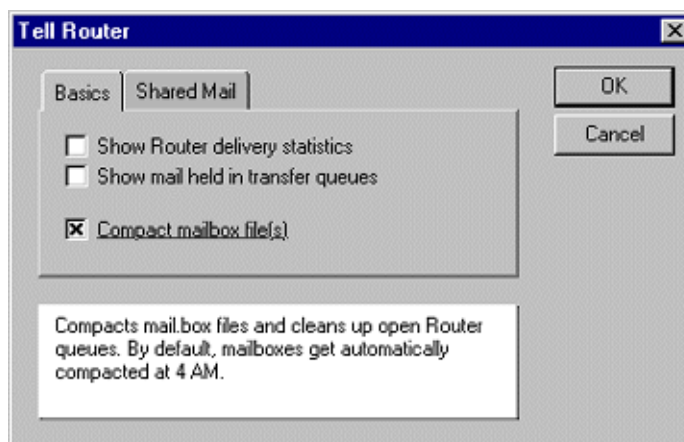 Tell Router
Basics
Shared Mail
OK
Cancel
Show Router delivery statistics
Show mail held in transfer queues
Compact mailbox file(s)
Compacts mail.box files and cleans up open Router
queues. By default, mailboxes get automatically
compacted at 4 AM.